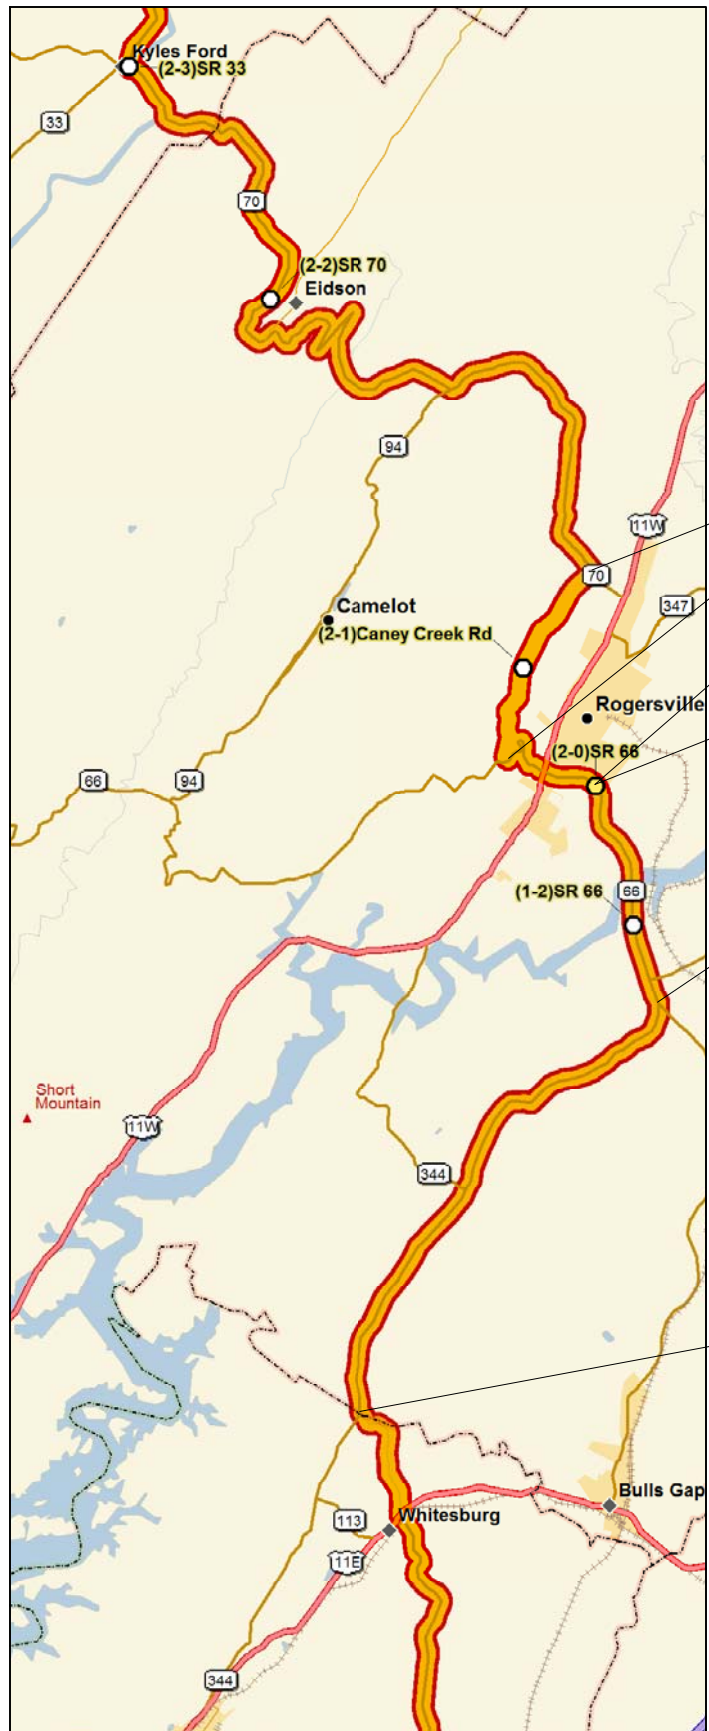 Kyles Ford
(2-3)SR 33
33
70
(2-2)SR 70
Eidson
94
11W
70
Camelot
347
(2-1)Caney Creek Rd
Rogersville
(2-0)SR 66
66
94
(1-2)SR 66
66
Short
Mountain
11W
344
Bulls Gap
Whitesburg
113
11E
344